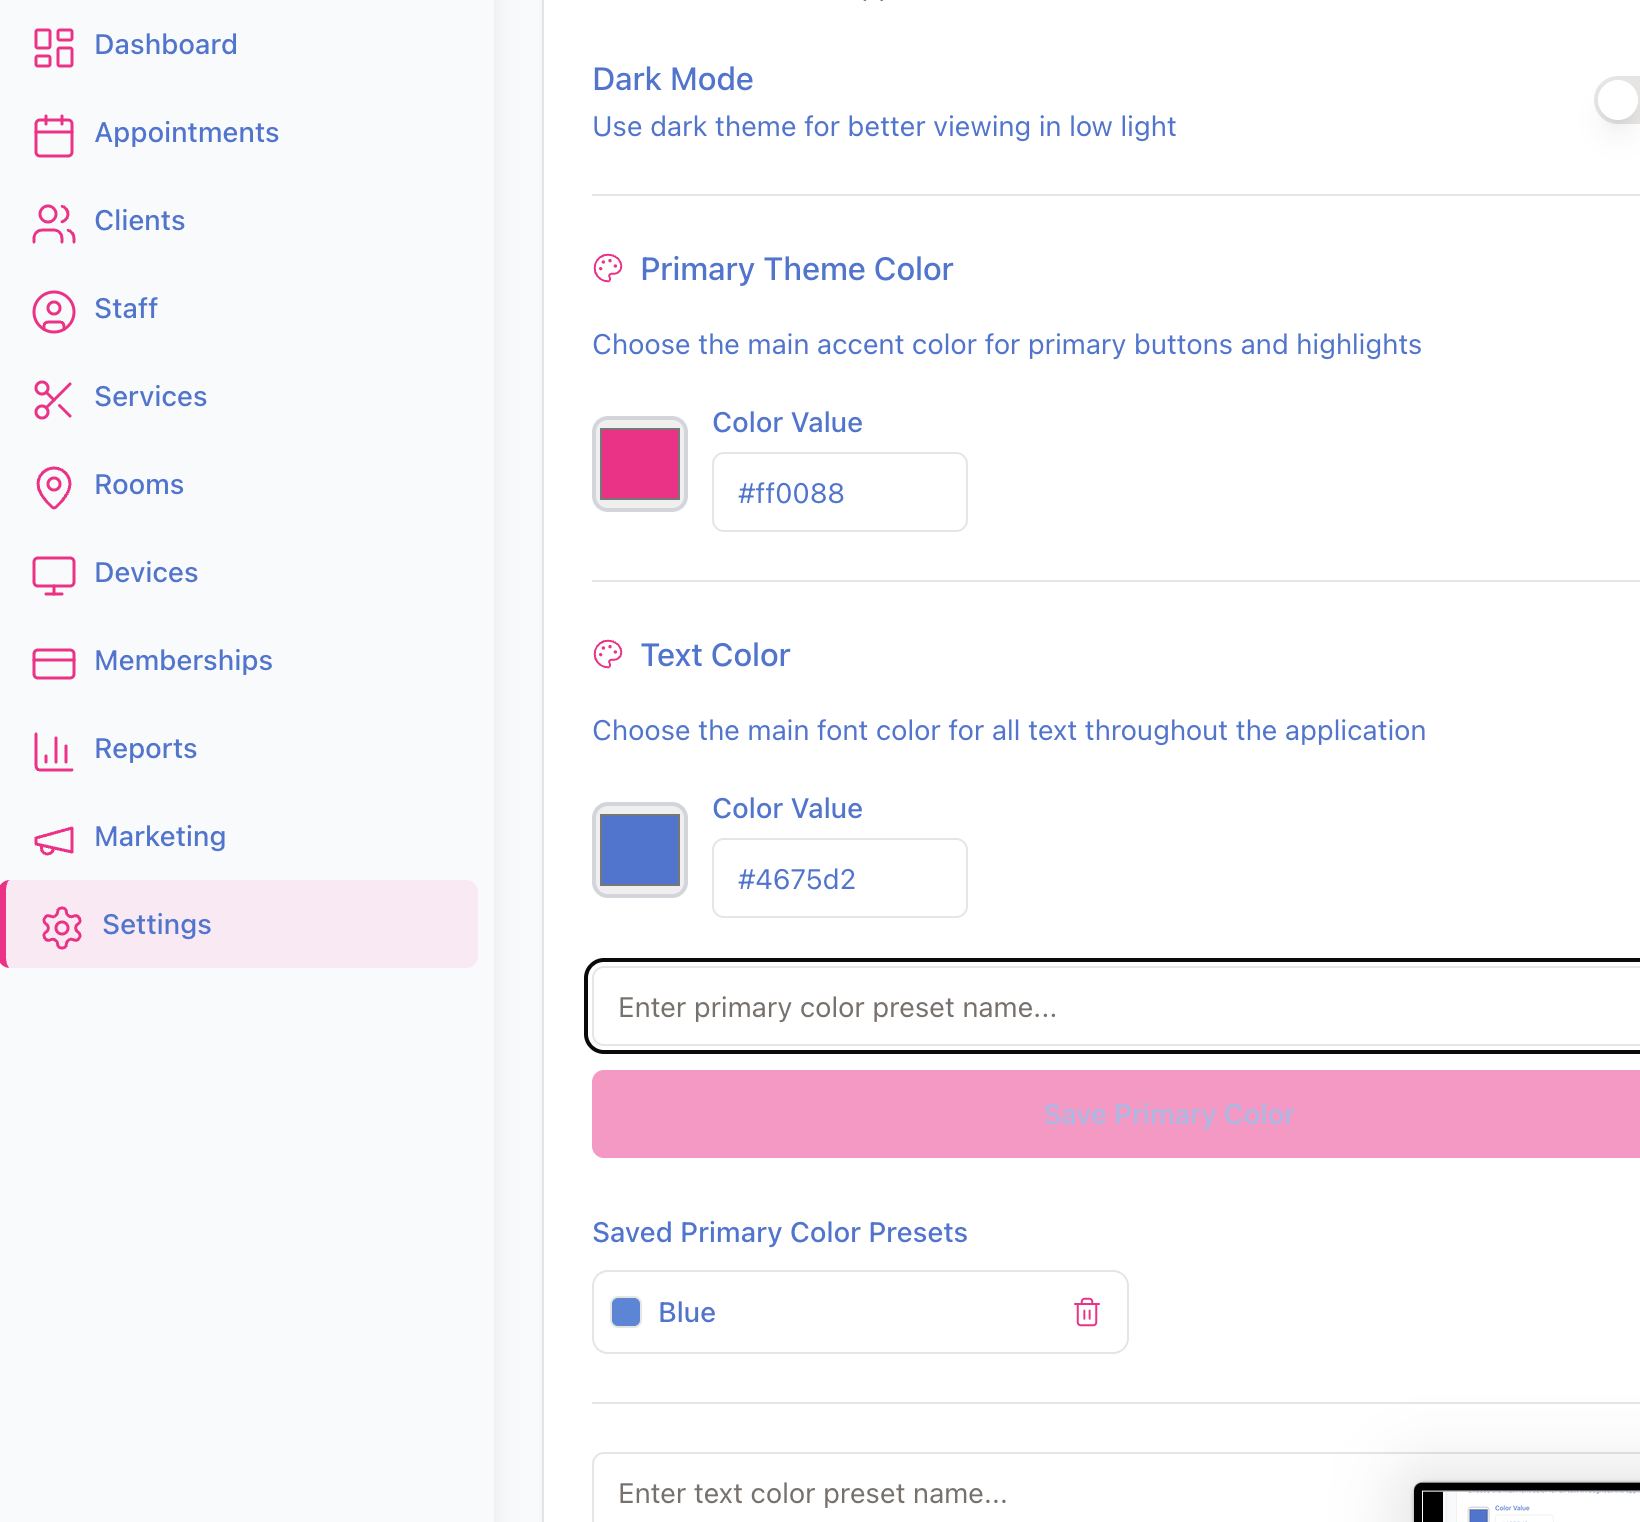 Dashboard
Appointments
Clients
Staff
Services
Rooms
Devices
Memberships
Reports
Marketing
Settings
Dark Mode
Use dark theme for better viewing in low light
Primary Theme Color
Choose the main accent color for primary buttons and highlights
Color Value
#ff0088
Text Color
Choose the main font color for all text throughout the application
Color Value
#4675d2
Enter primary color preset name...
Save Primary Color
Saved Primary Color Presets
Blue
Enter text color preset name...
Color Value